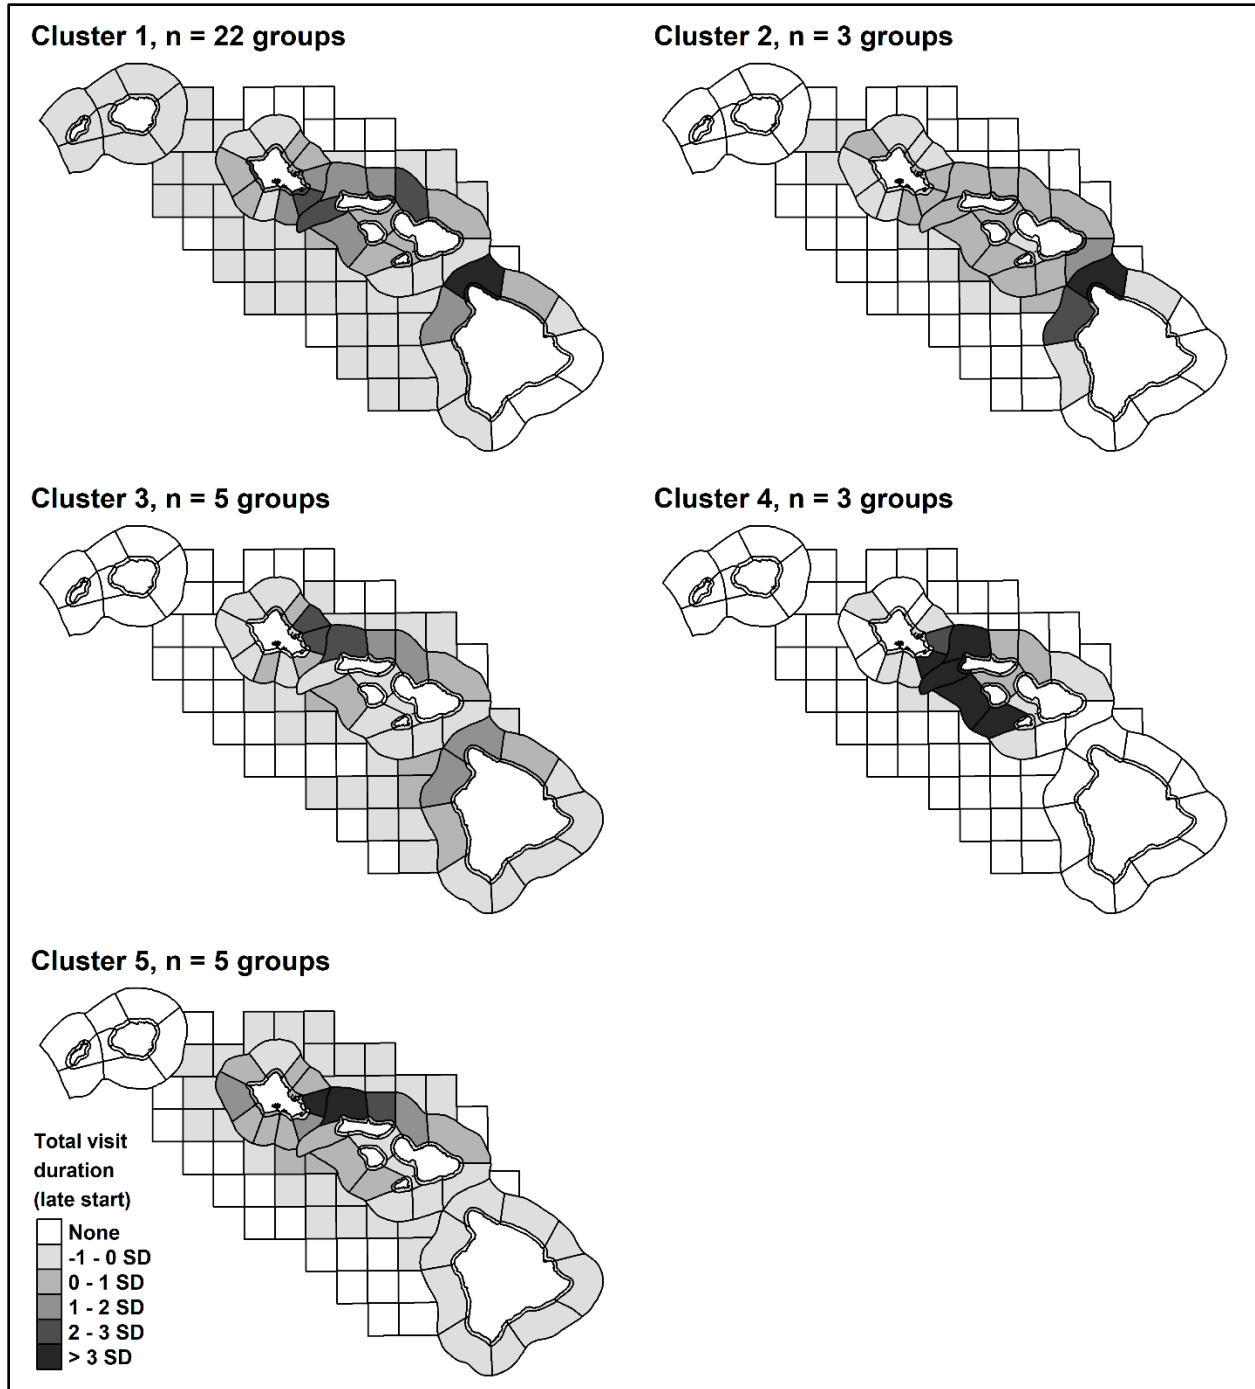 Cluster 1, n = 22 groups
Cluster 2, n = 3 groups
Cluster 3, n = 5 groups
Cluster 4, n = 3 groups
Cluster 5, n = 5 groups
Total visit
duration
(late start)
None
-1 - 0 SD
0 - 1 SD
1 - 2 SD
2 - 3 SD
> 3 SD